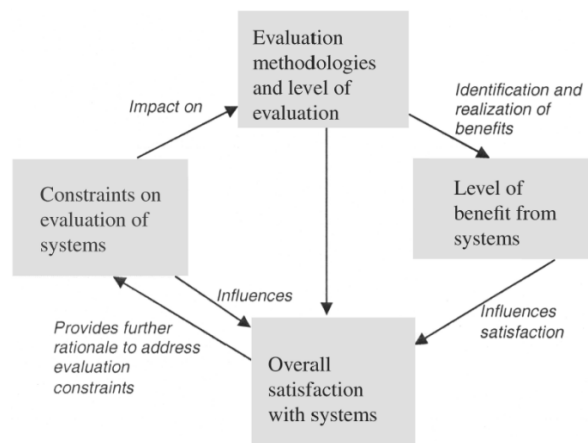 Evaluation
methodologies
and level of
evaluation
Impact on
Identification and
realization of
benefits
Constraints on
evaluation of
systems
Level of
benefit from
systems
Influences
Influences
satisfaction
Provides further
rationale to address
evaluation
constraints
Overall
satisfaction
with systems